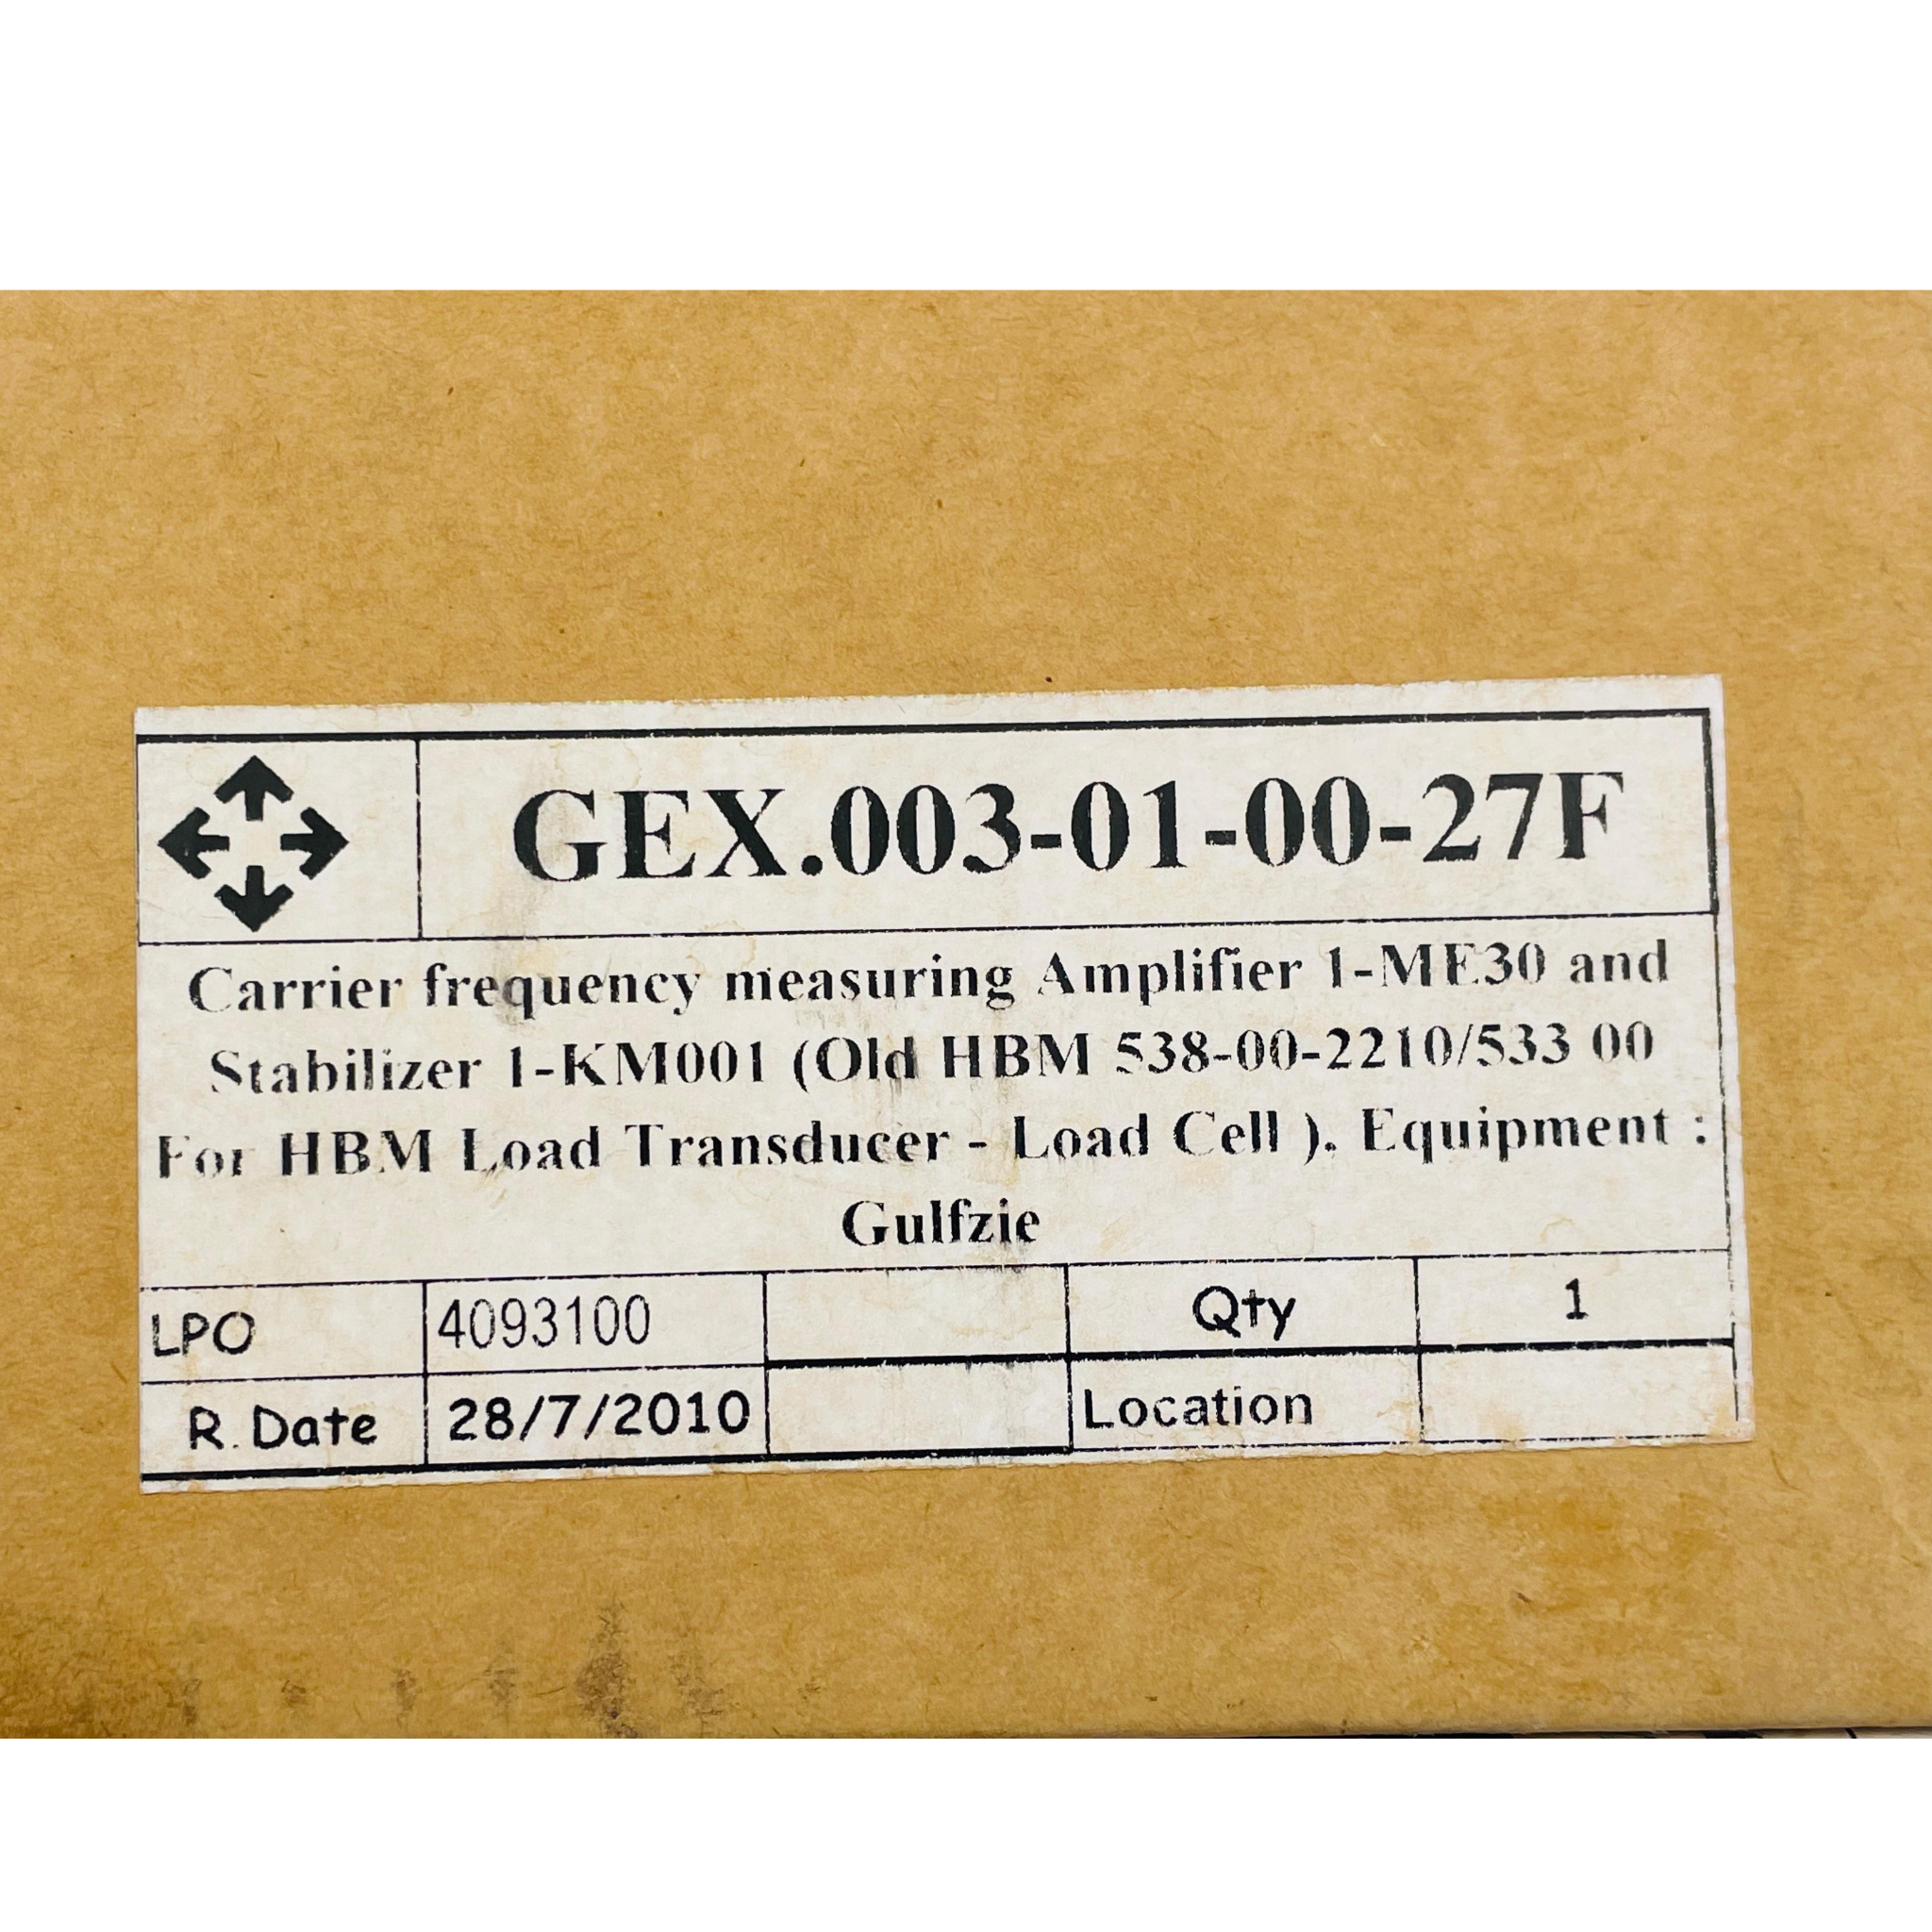 GEX.003-01-00-27F
Carrier frequency measuring Amplifier 1-ME30 and
Stabilizer 1-KM001 (Old HBM 538-00-2210/533 00
For HBM Load Transducer - Load Cell ). Equipment :
Gulfzie
LPO 4093100 Qty 1
R. Date 28/7/2010 Location